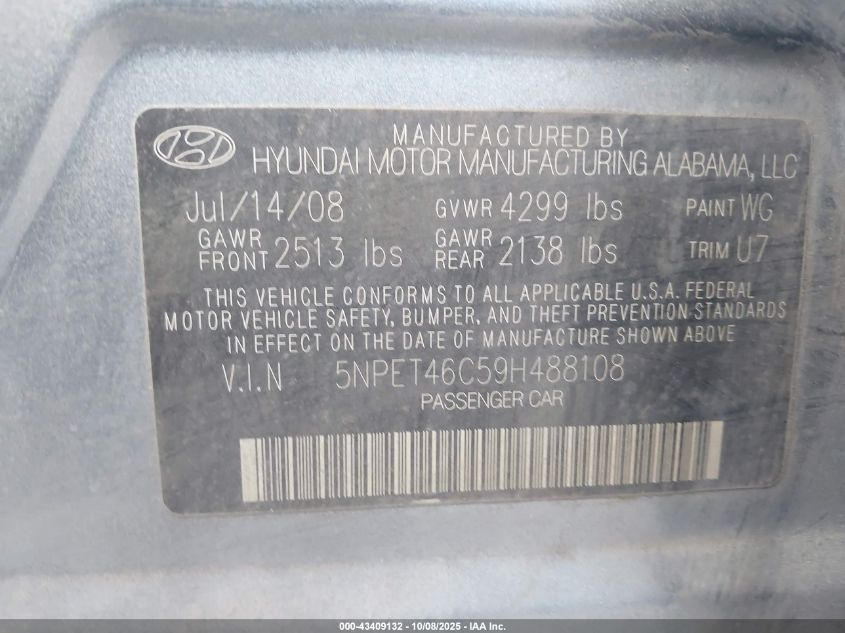 MANUFACTURED BY
HYUNDAI MOTOR MANUFACTURING ALABAMA, LLC
Jul/14/08 GVWR 4299 lbs PAINT WG
GAWR FRONT 2513 lbs GAWR REAR 2138 lbs TRIM U7
THIS VEHICLE CONFORMS TO ALL APPLICABLE U.S.A. FEDERAL
MOTOR VEHICLE SAFETY, BUMPER, AND THEFT PREVENTION STANDARDS
IN EFFECT ON THE DATE OF MANUFACTURE SHOWN ABOVE
V.I.N 5NPET46C59H488108
PASSENGER CAR
000-43409132 - 10/08/2025 - IAA Inc.